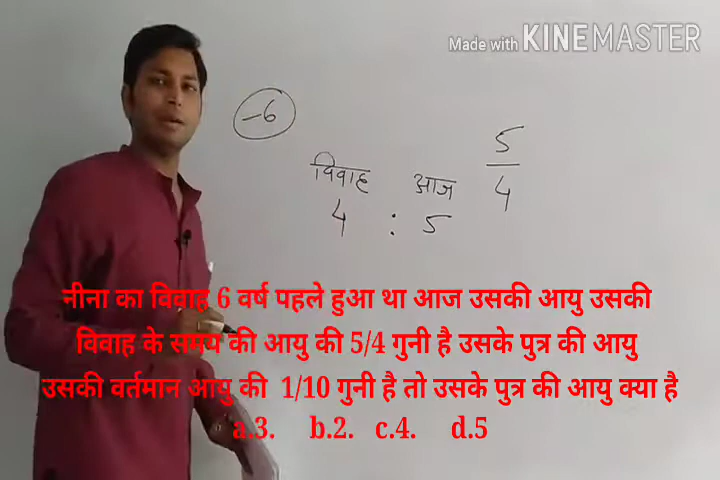 Made with KINEMASTER
-6
5
4
विवाह आज
4 : 5
नीना का विवाह 6 वर्ष पहले हुआ था आज उसकी आयु उसकी
विवाह के समय की आयु की 5/4 गुनी है उसके पुत्र की आयु
उसकी वर्तमान आयु की 1/10 गुनी है तो उसके पुत्र की आयु क्या है
a.3. b.2. c.4. d.5